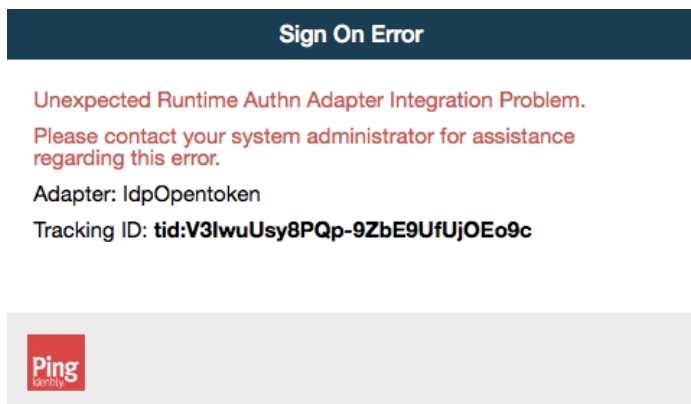 Sign On Error
Unexpected Runtime Authn Adapter Integration Problem.
Please contact your system administrator for assistance
regarding this error.
Adapter: IdpOpentoken
Tracking ID: tid:V3lwuUsy8PQp-9ZbE9UfUjOEo9c
Ping
Identity